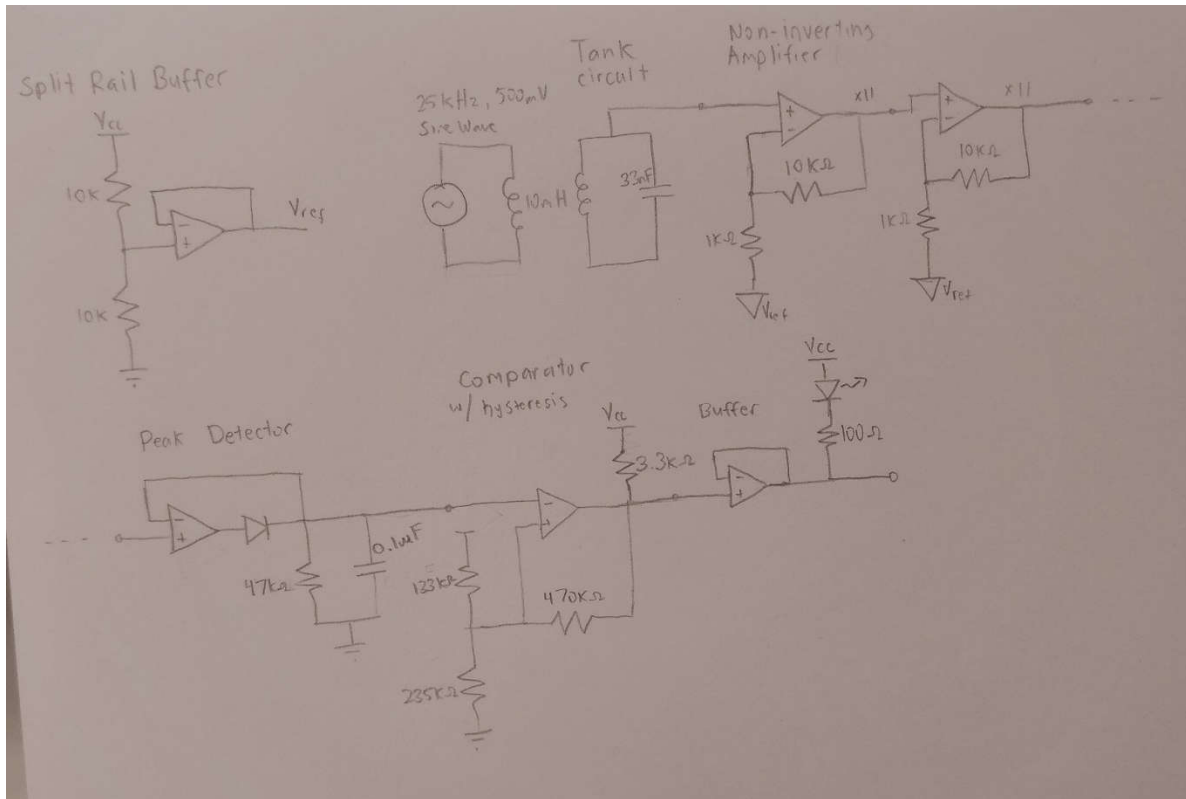 Split Rail Buffer
Vcc
10K
10K
-
+
Vref
25kHz, 500mV
Sine Wave
10mH
Tank
circuit
33nF
Non-inverting
Amplifier
+
-
x11
10KΩ
1KΩ
Vref
+
-
x11
10KΩ
1KΩ
Vref
Peak Detector
-
+
47kΩ
0.1uF
Comparator
w/ hysteresis
133kΩ
235KΩ
-
+
470KΩ
Vcc
3.3kΩ
Buffer
-
+
Vcc
100Ω